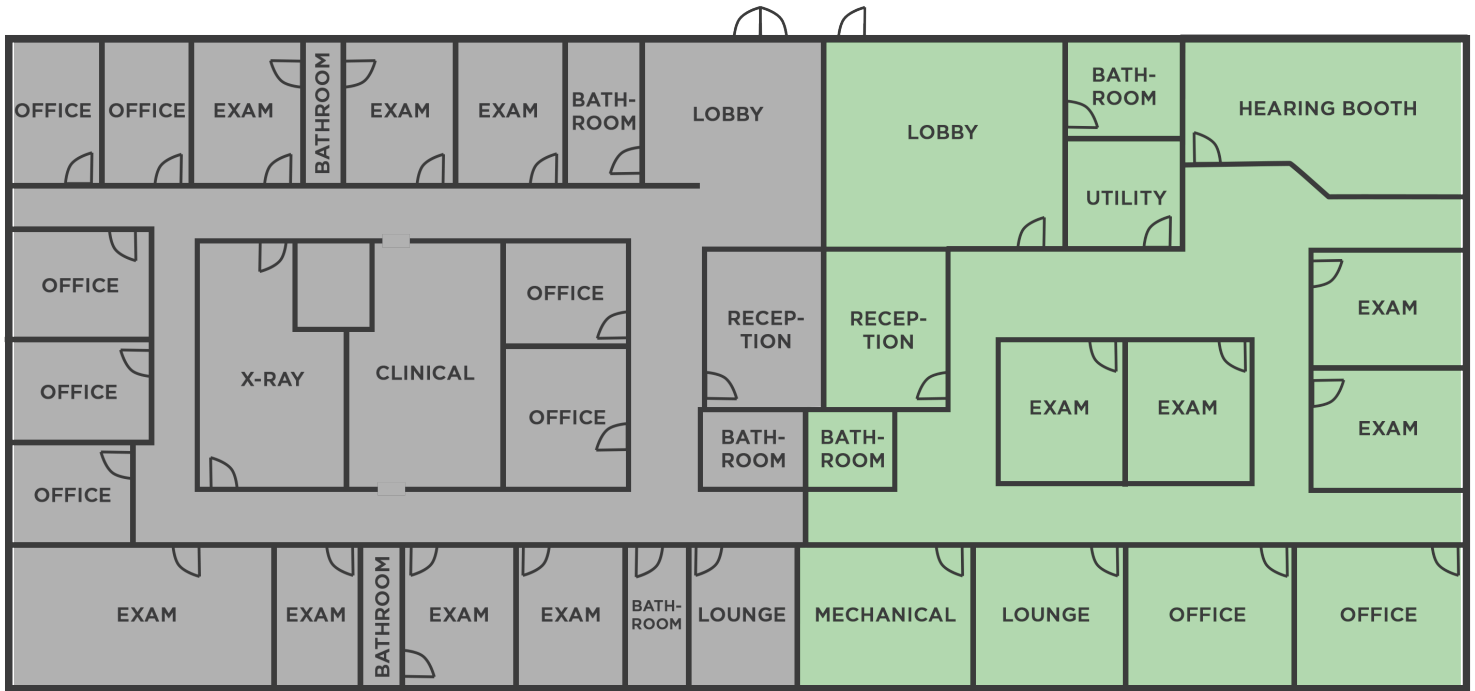 OFFICE
OFFICE
EXAM
BATHROOM
EXAM
EXAM
BATH-
ROOM
LOBBY
LOBBY
BATH-
ROOM
HEARING BOOTH
UTILITY
OFFICE
OFFICE
OFFICE
X-RAY
CLINICAL
OFFICE
OFFICE
RECEP-
TION
RECEP-
TION
BATH-
ROOM
BATH-
ROOM
EXAM
EXAM
EXAM
EXAM
EXAM
EXAM
BATHROOM
EXAM
EXAM
BATH-
ROOM
LOUNGE
MECHANICAL
LOUNGE
OFFICE
OFFICE